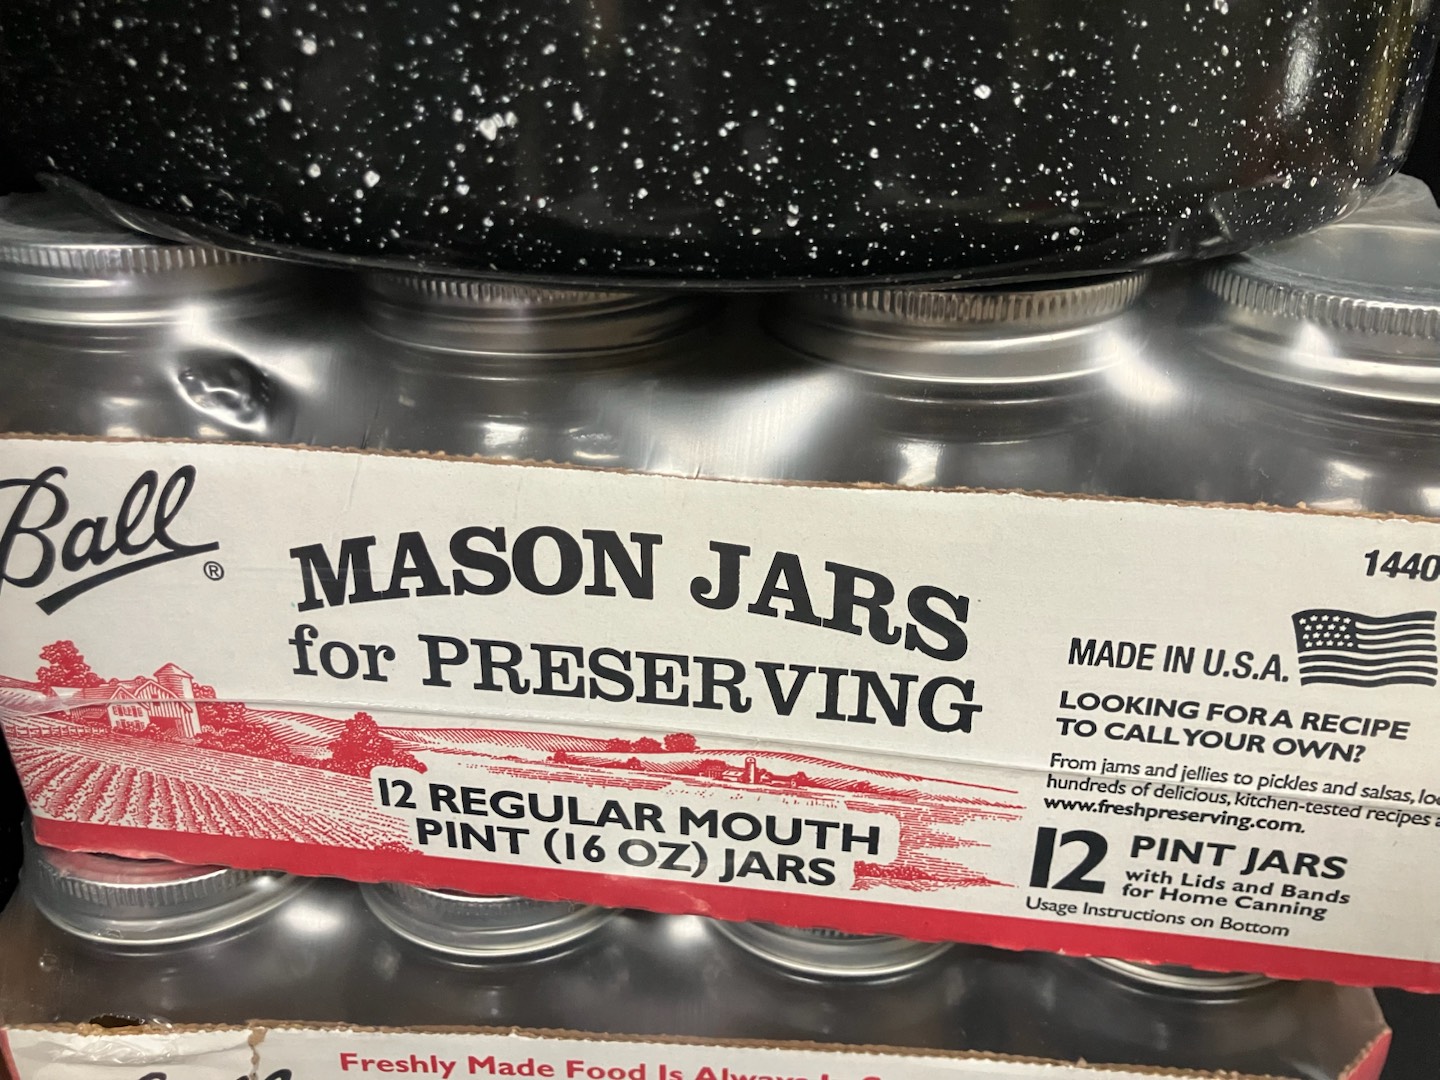 Ball®
MASON JARS
for PRESERVING
12 REGULAR MOUTH
PINT (16 OZ) JARS
1440
MADE IN U.S.A.
LOOKING FOR A RECIPE
TO CALL YOUR OWN?
From jams and jellies to pickles and salsas,
hundreds of delicious, kitchen-tested recipes
www.freshpreserving.com.
12 PINT JARS
with Lids and Bands
for Home Canning
Usage Instructions on Bottom
Freshly Made Food Is Always